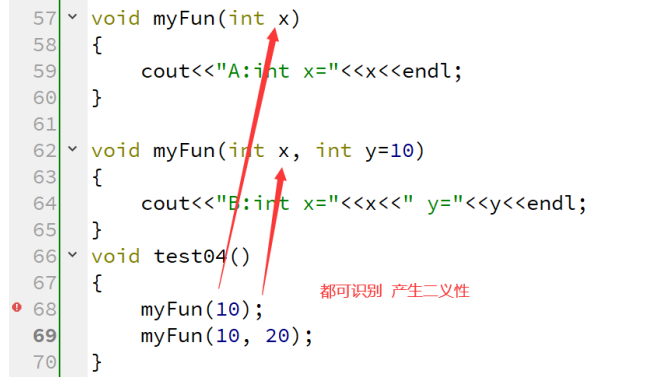 57 void myFun(int x)
58 {
59     cout<<"A:int x="<<x<<endl;
60 }
61
62 void myFun(int x, int y=10)
63 {
64     cout<<"B:int x="<<x<<" y="<<y<<endl;
65 }
66 void test04()
67 {
都可识别 产生二义性
68     myFun(10);
69     myFun(10, 20);
70 }